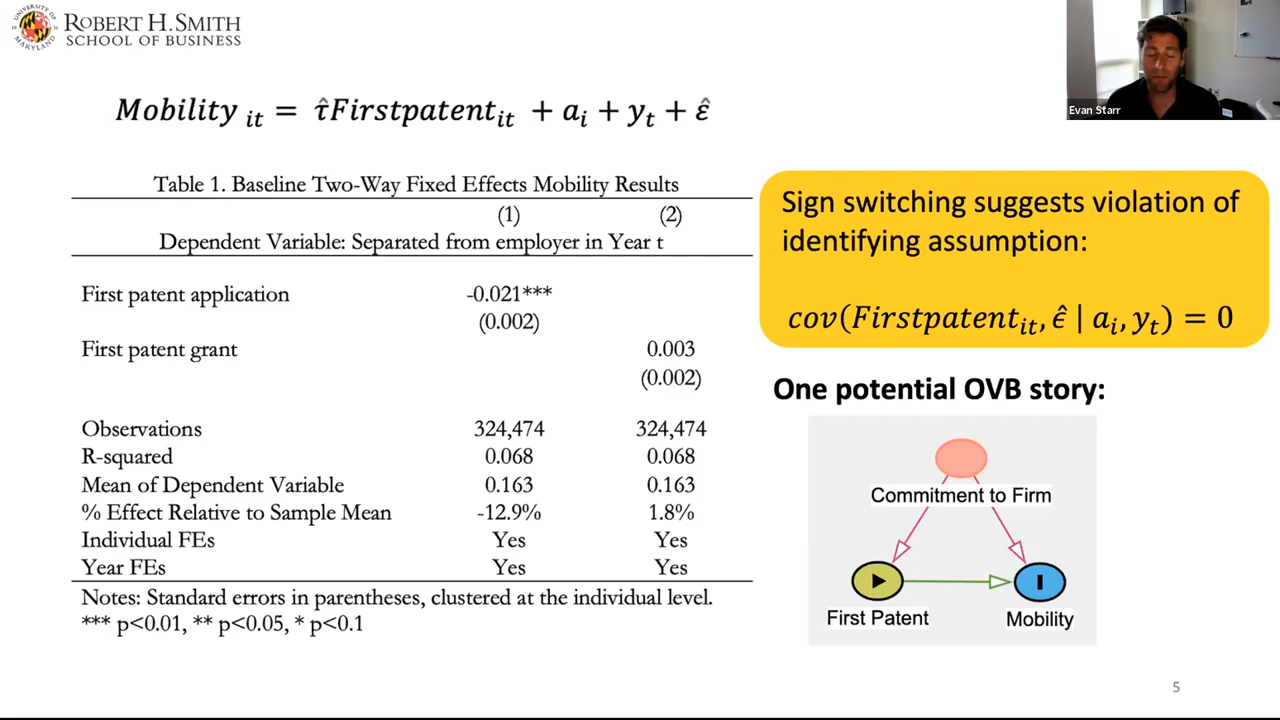 UNIVERSITY OF
MARYLAND
ROBERT H. SMITH
SCHOOL OF BUSINESS
Evan Starr
Mobility it = τ̂Firstpatent it + a i + y t + ε̂
Table 1. Baseline Two-Way Fixed Effects Mobility Results
(1) (2)
Dependent Variable: Separated from employer in Year t
First patent application -0.021***
(0.002)
First patent grant 0.003
(0.002)
Observations 324,474 324,474
R-squared 0.068 0.068
Mean of Dependent Variable 0.163 0.163
% Effect Relative to Sample Mean -12.9% 1.8%
Individual FEs Yes Yes
Year FEs Yes Yes
Notes: Standard errors in parentheses, clustered at the individual level.
*** p<0.01, ** p<0.05, * p<0.1
Sign switching suggests violation of
identifying assumption:
cov(Firstpatent it, ϵ̂ | a i, y t) = 0
One potential OVB story:
Commitment to Firm
First Patent
Mobility
5